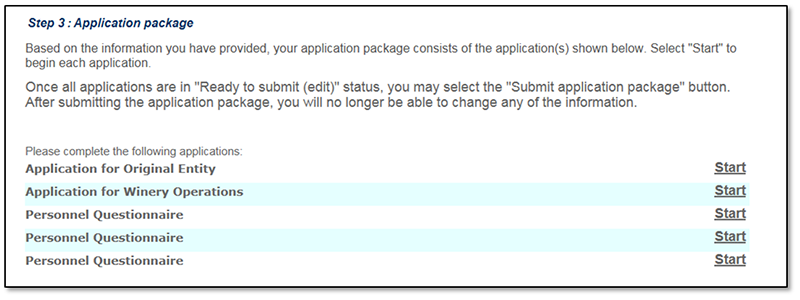 Step 3 : Application package
Based on the information you have provided, your application package consists of the application(s) shown below. Select "Start" to
begin each application.
Once all applications are in "Ready to submit (edit)" status, you may select the "Submit application package" button.
After submitting the application package, you will no longer be able to change any of the information.
Please complete the following applications:
Application for Original Entity Start
Application for Winery Operations Start
Personnel Questionnaire Start
Personnel Questionnaire Start
Personnel Questionnaire Start